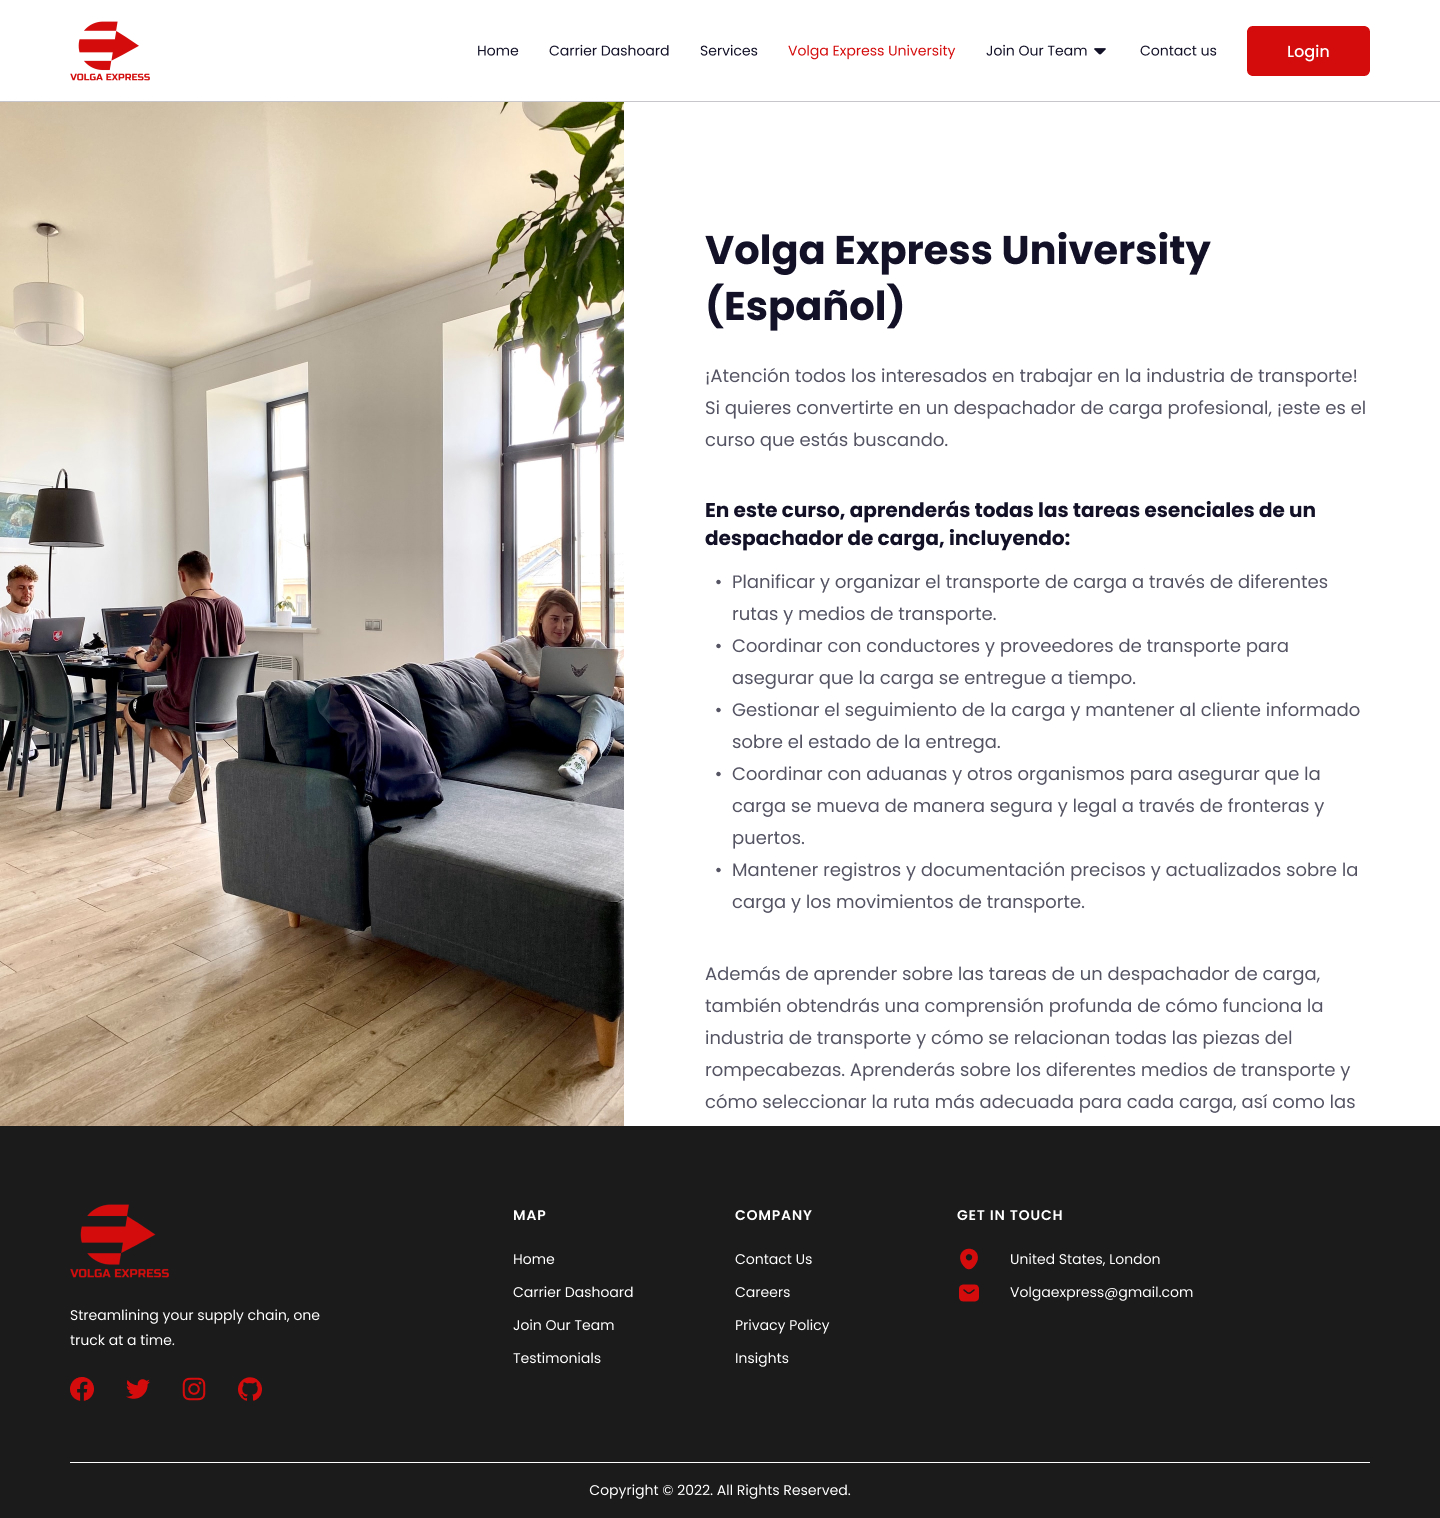 VOLGA EXPRESS
Home
Carrier Dashoard
Services
Volga Express University
Join Our Team
Contact us
Login
Volga Express University
(Español)
¡Atención todos los interesados en trabajar en la industria de transporte!
Si quieres convertirte en un despachador de carga profesional, ¡este es el
curso que estás buscando.
En este curso, aprenderás todas las tareas esenciales de un
despachador de carga, incluyendo:
• Planificar y organizar el transporte de carga a través de diferentes
rutas y medios de transporte.
• Coordinar con conductores y proveedores de transporte para
asegurar que la carga se entregue a tiempo.
• Gestionar el seguimiento de la carga y mantener al cliente informado
sobre el estado de la entrega.
• Coordinar con aduanas y otros organismos para asegurar que la
carga se mueva de manera segura y legal a través de fronteras y
puertos.
• Mantener registros y documentación precisos y actualizados sobre la
carga y los movimientos de transporte.
Además de aprender sobre las tareas de un despachador de carga,
también obtendrás una comprensión profunda de cómo funciona la
industria de transporte y cómo se relacionan todas las piezas del
rompecabezas. Aprenderás sobre los diferentes medios de transporte y
cómo seleccionar la ruta más adecuada para cada carga, así como las
VOLGA EXPRESS
Streamlining your supply chain, one
truck at a time.
MAP
Home
Carrier Dashoard
Join Our Team
Testimonials
COMPANY
Contact Us
Careers
Privacy Policy
Insights
GET IN TOUCH
United States, London
Volgaexpress@gmail.com
Copyright © 2022. All Rights Reserved.